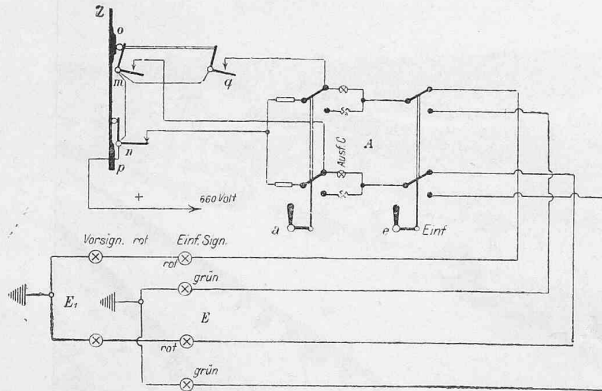 Z
o
m
q
n
p
+
660 Volt
Ausf. C
A
a
e
Einf
Vorsign. rot
Einf. Sign.
rot
grün
E₁
E
rot
grün